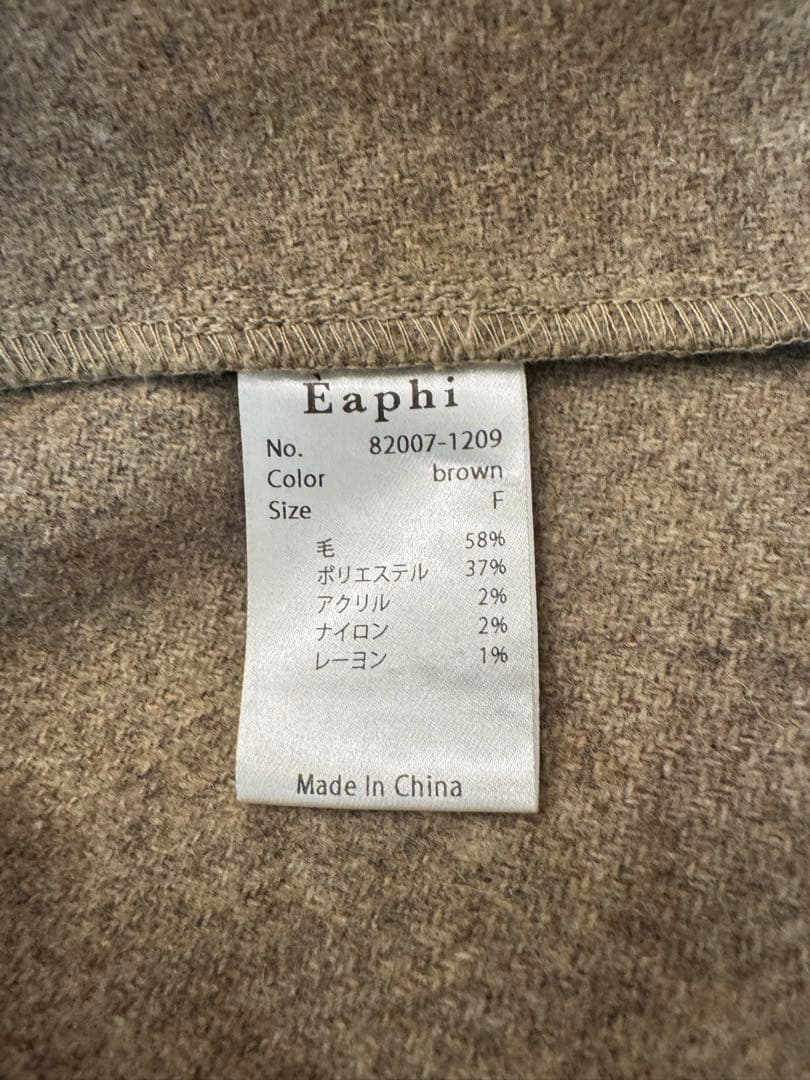 Èaphi
No. 82007-1209
Color brown
Size F
毛 58%
ポリエステル 37%
アクリル 2%
ナイロン 2%
レーヨン 1%
Made In China